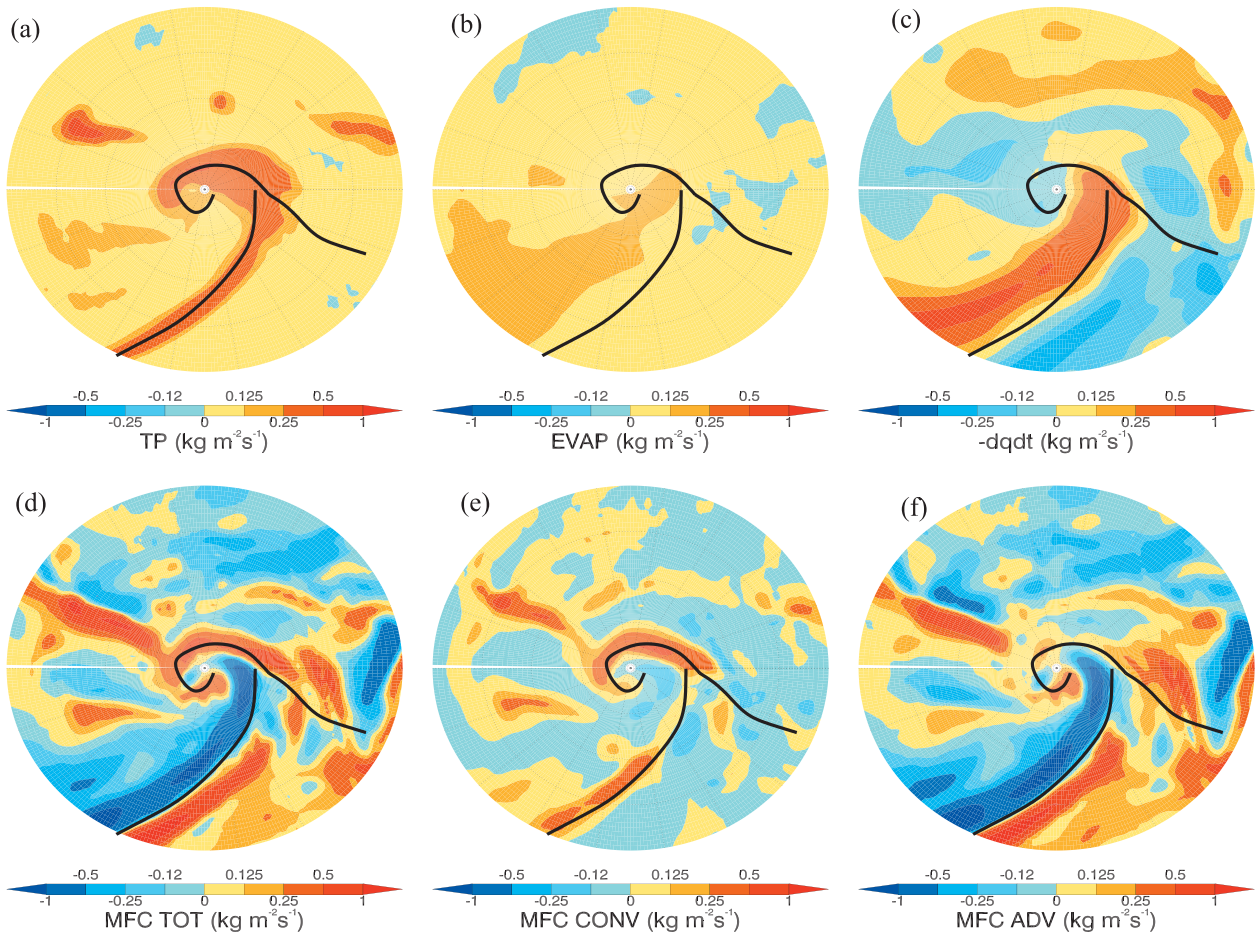 (a)
(b)
(c)
-0.5 -0.12 0.125 0.5
-1 -0.25 0 0.25 1
TP (kg m-2s-1)
-0.5 -0.12 0.125 0.5
-1 -0.25 0 0.25 1
EVAP (kg m-2s-1)
-0.5 -0.12 0.125 0.5
-1 -0.25 0 0.25 1
-dqdt (kg m-2s-1)
(d)
(e)
(f)
-0.5 -0.12 0.125 0.5
-1 -0.25 0 0.25 1
MFC TOT (kg m-2s-1)
-0.5 -0.12 0.125 0.5
-1 -0.25 0 0.25 1
MFC CONV (kg m-2s-1)
-0.5 -0.12 0.125 0.5
-1 -0.25 0 0.25 1
MFC ADV (kg m-2s-1)